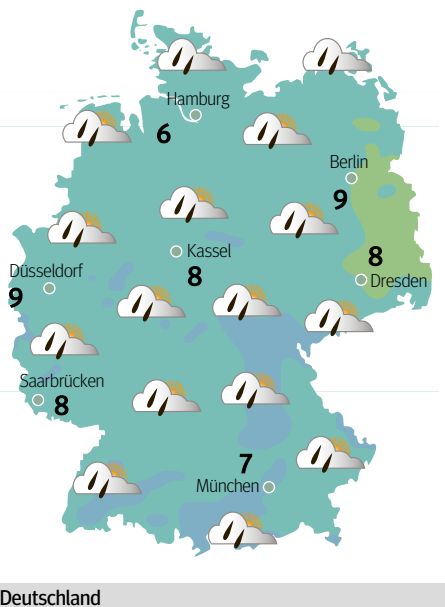 Hamburg
6
Berlin
9
Kassel
8
8
Dresden
Düsseldorf
9
Saarbrücken
8
7
München
Deutschland